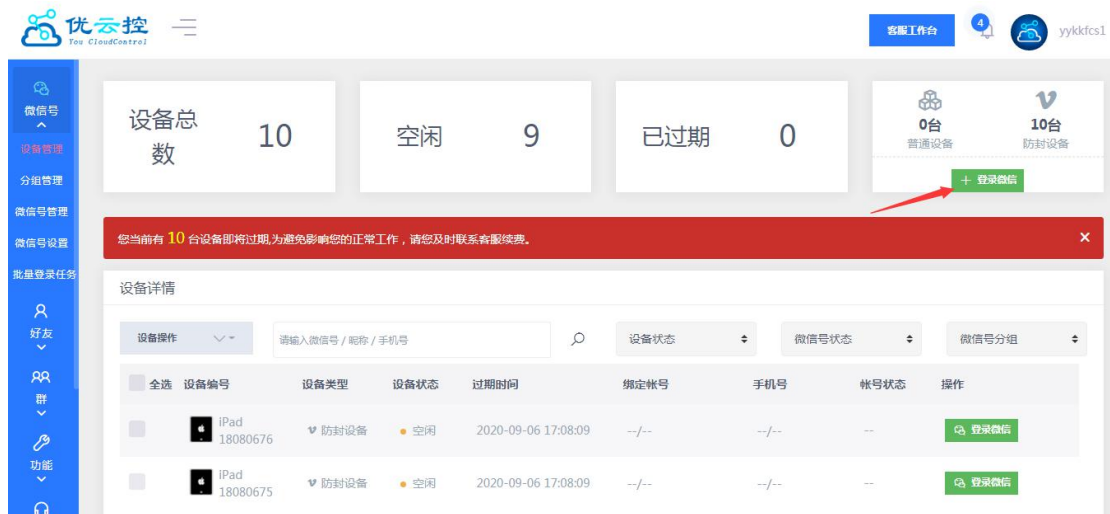 优云控
You CloudControl
客服工作台
4
yykkfcs1
微信号
设备管理
分组管理
微信号管理
微信号设置
批量登录任务
好友
群
功能
设备总数
10
空闲
9
已过期
0
0台
普通设备
10台
防封设备
+ 登录微信
您当前有 10 台设备即将过期,为避免影响您的正常工作，请您及时联系客服续费。 ×
设备详情
设备操作
请输入微信号 / 昵称 / 手机号
设备状态
微信号状态
微信号分组
全选 设备编号 设备类型 设备状态 过期时间 绑定帐号 手机号 帐号状态 操作
iPad 18080676 防封设备 空闲 2020-09-06 17:08:09 --/-- --/-- -- 登录微信
iPad 18080675 防封设备 空闲 2020-09-06 17:08:09 --/-- --/-- -- 登录微信